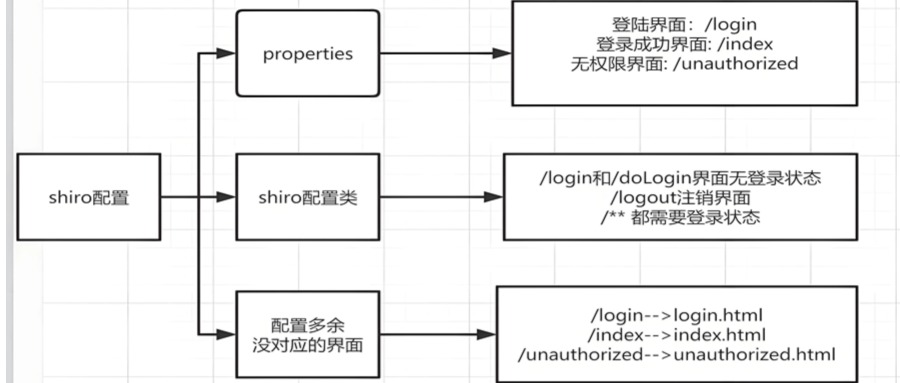 properties
登陆界面：/login
登录成功界面: /index
无权限界面: /unauthorized
shiro配置
shiro配置类
/login和/doLogin界面无登录状态
/logout注销界面
/** 都需要登录状态
配置多余
没对应的界面
/login-->login.html
/index-->index.html
/unauthorized-->unauthorized.html